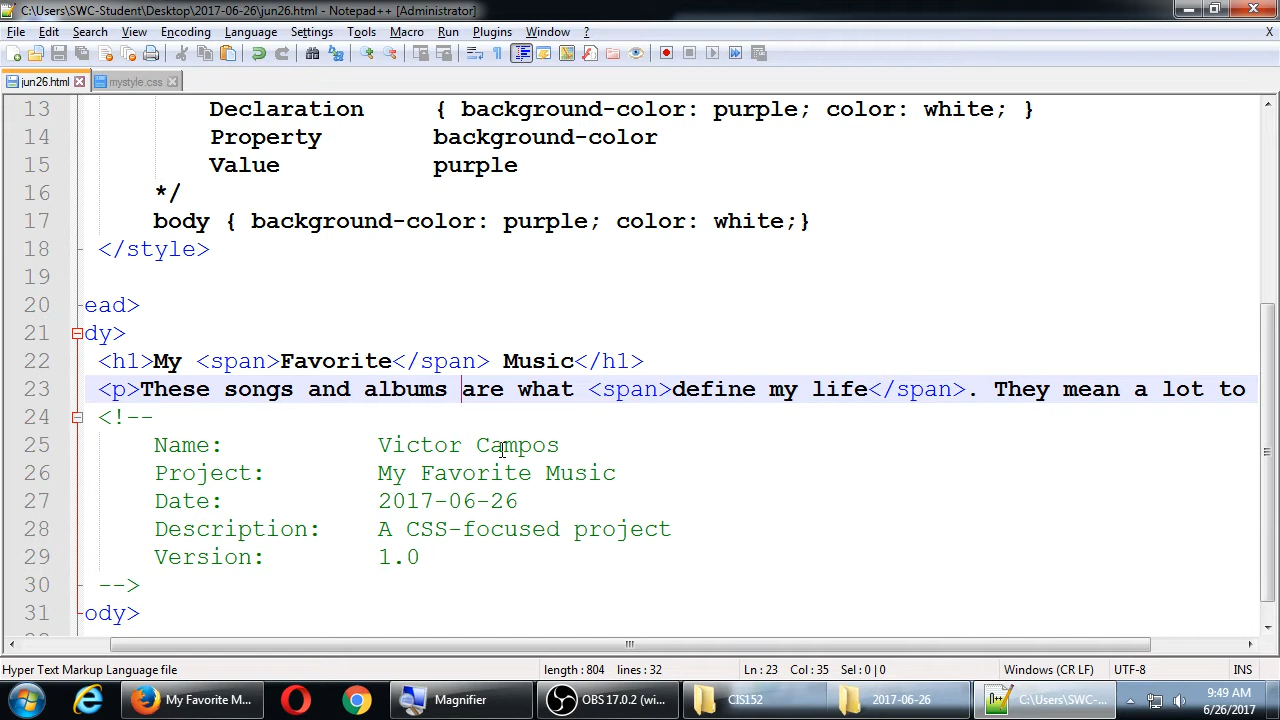 C:\Users\SWC-Student\Desktop\2017-06-26\jun26.html - Notepad++ [Administrator]
File Edit Search View Encoding Language Settings Tools Macro Run Plugins Window ? X
jun26.html mystyle.css
13 Declaration { background-color: purple; color: white; }
14 Property background-color
15 Value purple
16 */
17 body { background-color: purple; color: white;}
18 </style>
19
20 ead>
21 dy>
22 <h1>My <span>Favorite</span> Music</h1>
23 <p>These songs and albums are what <span>define my life</span>. They mean a lot to
24 <!--
25 Name: Victor Campos
26 Project: My Favorite Music
27 Date: 2017-06-26
28 Description: A CSS-focused project
29 Version: 1.0
30 -->
31 ody>
Hyper Text Markup Language file length : 804 lines : 32 Ln : 23 Col : 35 Sel : 0 | 0 Windows (CR LF) UTF-8 INS
My Favorite M... Magnifier OBS 17.0.2 (wi... CIS152 2017-06-26 C:\Users\SWC-... 9:49 AM
6/26/2017